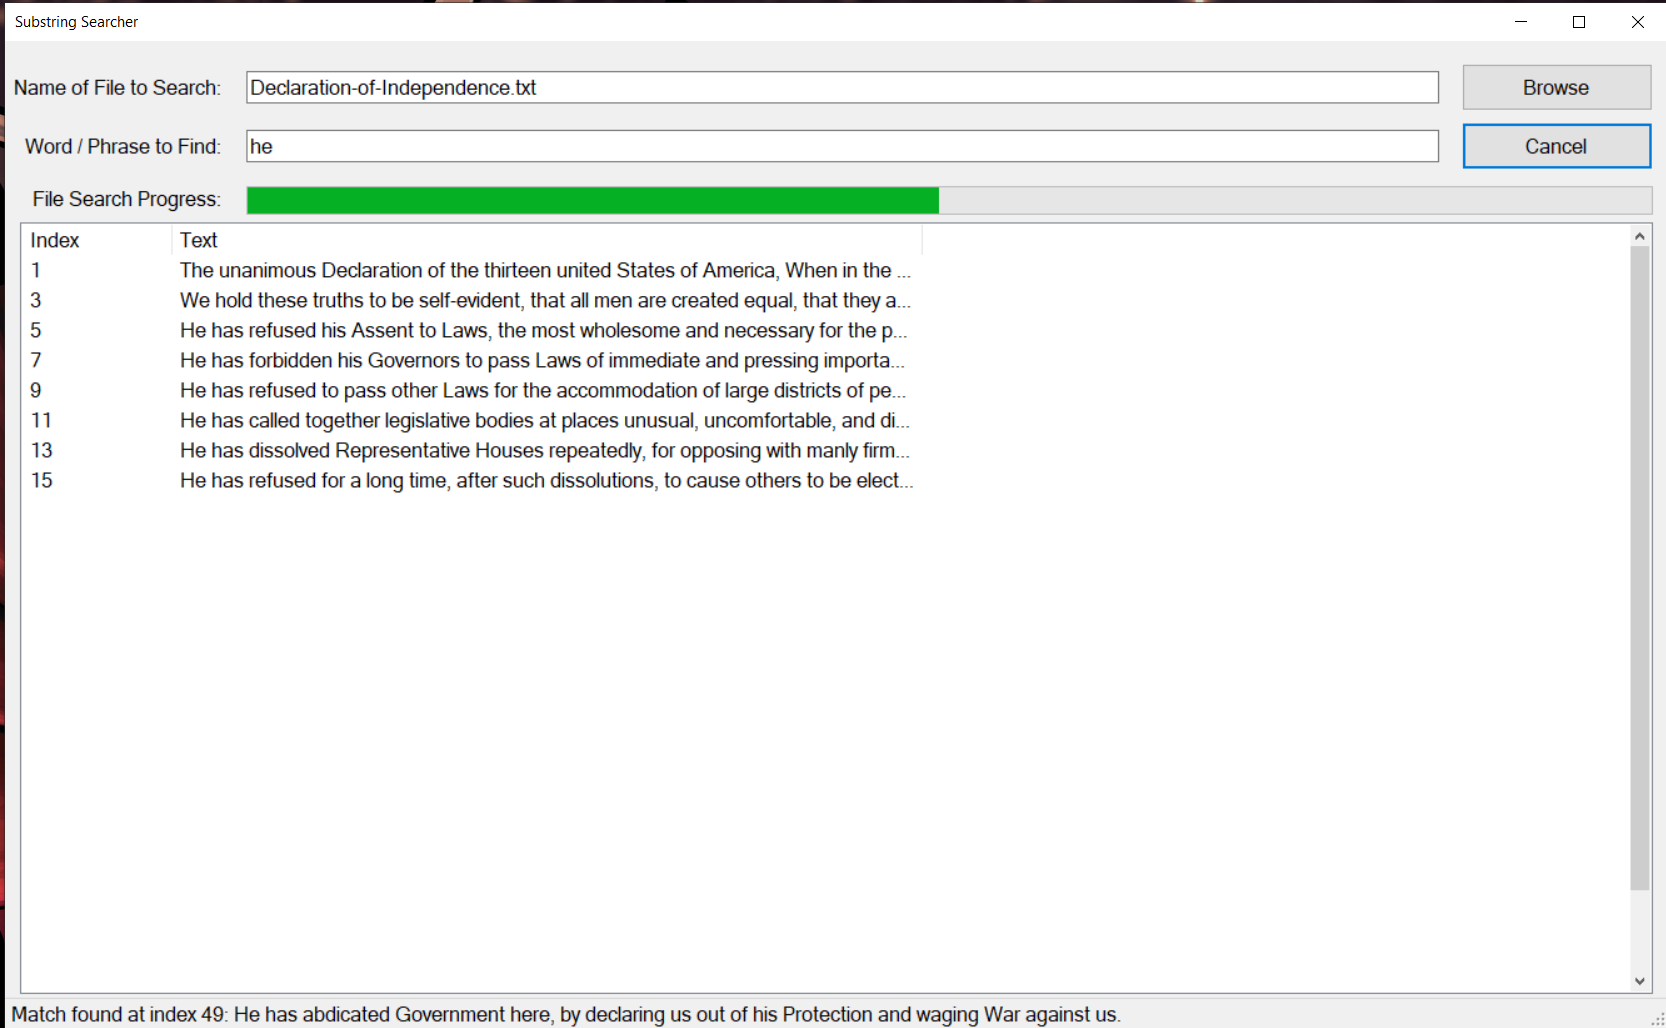 Substring Searcher
Name of File to Search: Declaration-of-Independence.txt Browse
Word / Phrase to Find: he Cancel
File Search Progress:
Index Text
1 The unanimous Declaration of the thirteen united States of America, When in the ...
3 We hold these truths to be self-evident, that all men are created equal, that they a...
5 He has refused his Assent to Laws, the most wholesome and necessary for the p...
7 He has forbidden his Governors to pass Laws of immediate and pressing importa...
9 He has refused to pass other Laws for the accommodation of large districts of pe...
11 He has called together legislative bodies at places unusual, uncomfortable, and di...
13 He has dissolved Representative Houses repeatedly, for opposing with manly firm...
15 He has refused for a long time, after such dissolutions, to cause others to be elect...
Match found at index 49: He has abdicated Government here, by declaring us out of his Protection and waging War against us.